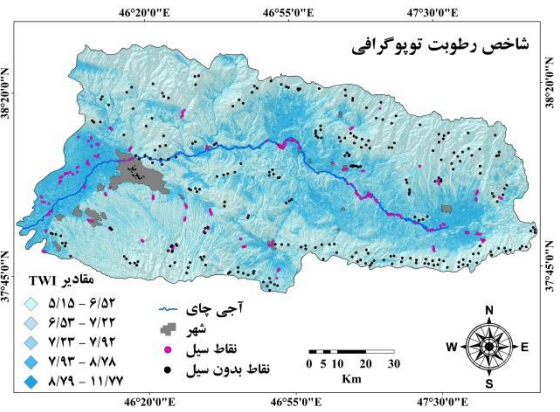 46°20'0"E 46°55'0"E 47°30'0"E
شاخص رطوبت توپوگرافی
38°20'0"N
38°20'0"N
37°45'0"N
37°45'0"N
مقادیر TWI
۵/۱۵ - ۶/۵۲
۶/۵۳ - ۷/۲۲
۷/۲۳ - ۷/۹۲
۷/۹۳ - ۸/۷۸
۸/۷۹ - ۱۱/۷۷
آجی چای
شهر
نقاط سیل
نقاط بدون سیل
0 5 10 20 30
Km
N
W E
S
46°20'0"E 46°55'0"E 47°30'0"E